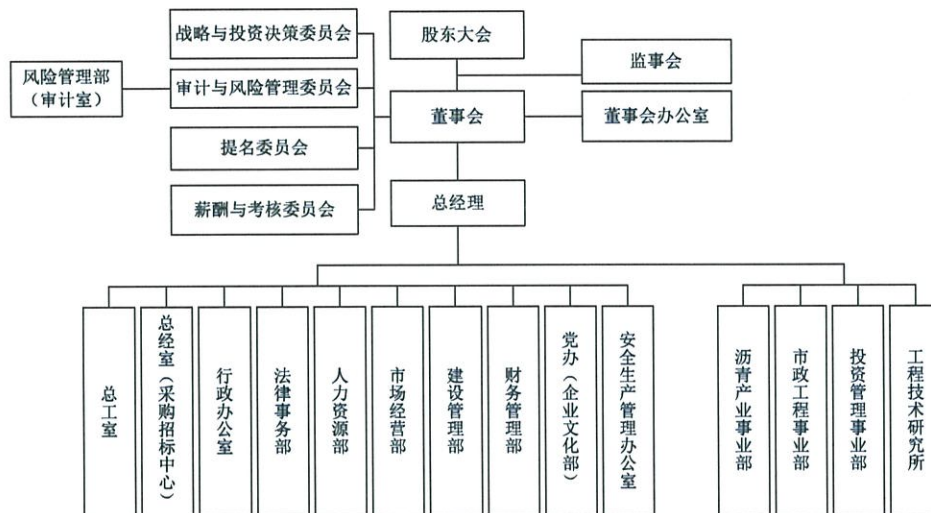 战略与投资决策委员会
股东大会
监事会
风险管理部
（审计室）
审计与风险管理委员会
董事会
董事会办公室
提名委员会
薪酬与考核委员会
总经理
总工室
总经室（采购招标中心）
行政办公室
法律事务部
人力资源部
市场经营部
建设管理部
财务管理部
党办（企业文化部）
安全生产管理办公室
沥青产业事业部
市政工程事业部
投资管理事业部
工程技术研究所